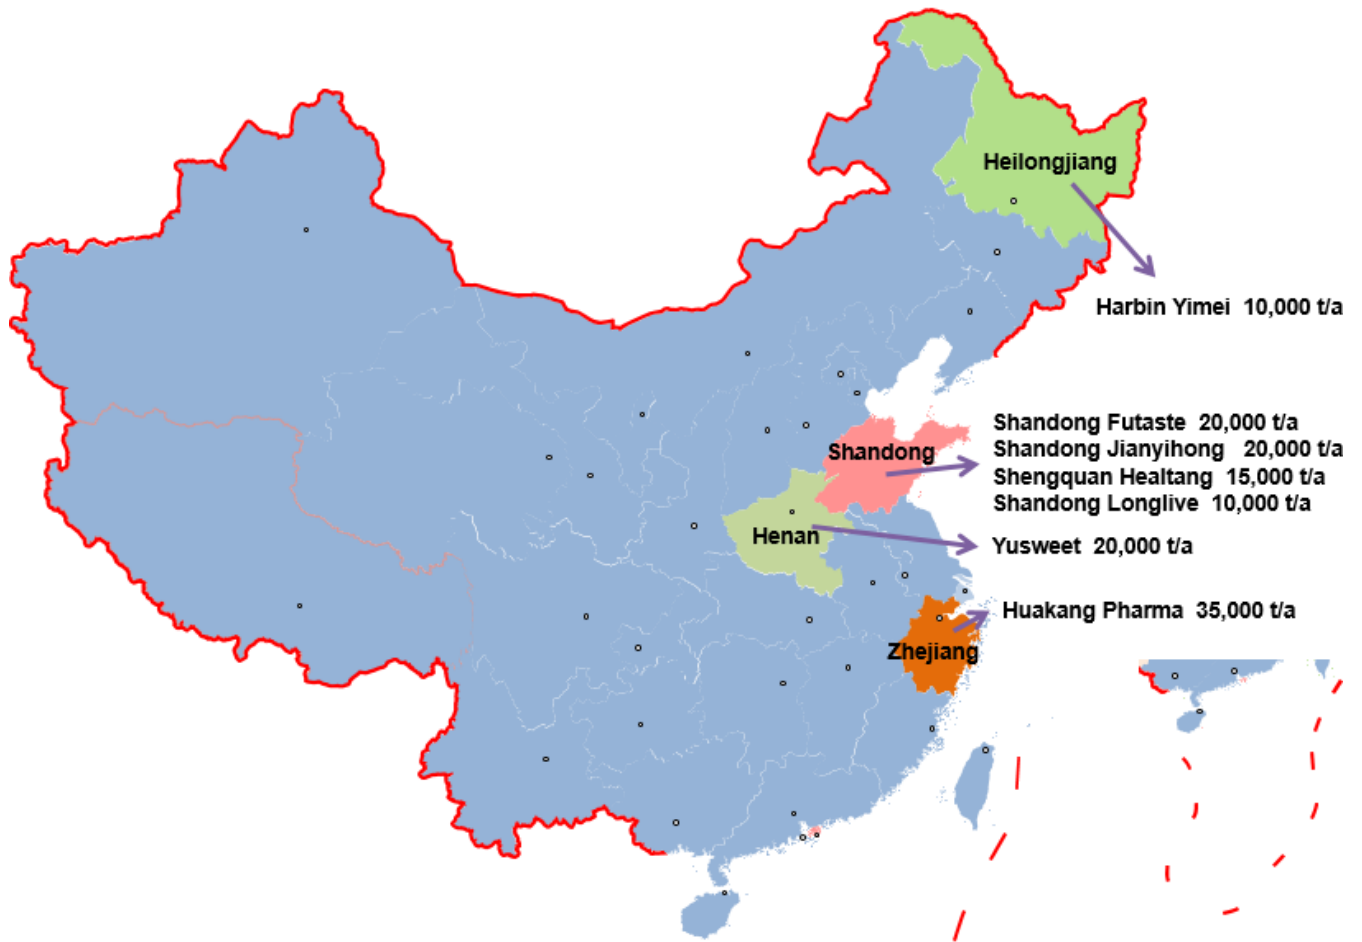 Heilongjiang
Harbin Yimei 10,000 t/a
Shandong
Shandong Futaste 20,000 t/a
Shandong Jianyihong 20,000 t/a
Shengquan Healtang 15,000 t/a
Shandong Longlive 10,000 t/a
Henan
Yusweet 20,000 t/a
Huakang Pharma 35,000 t/a
Zhejiang